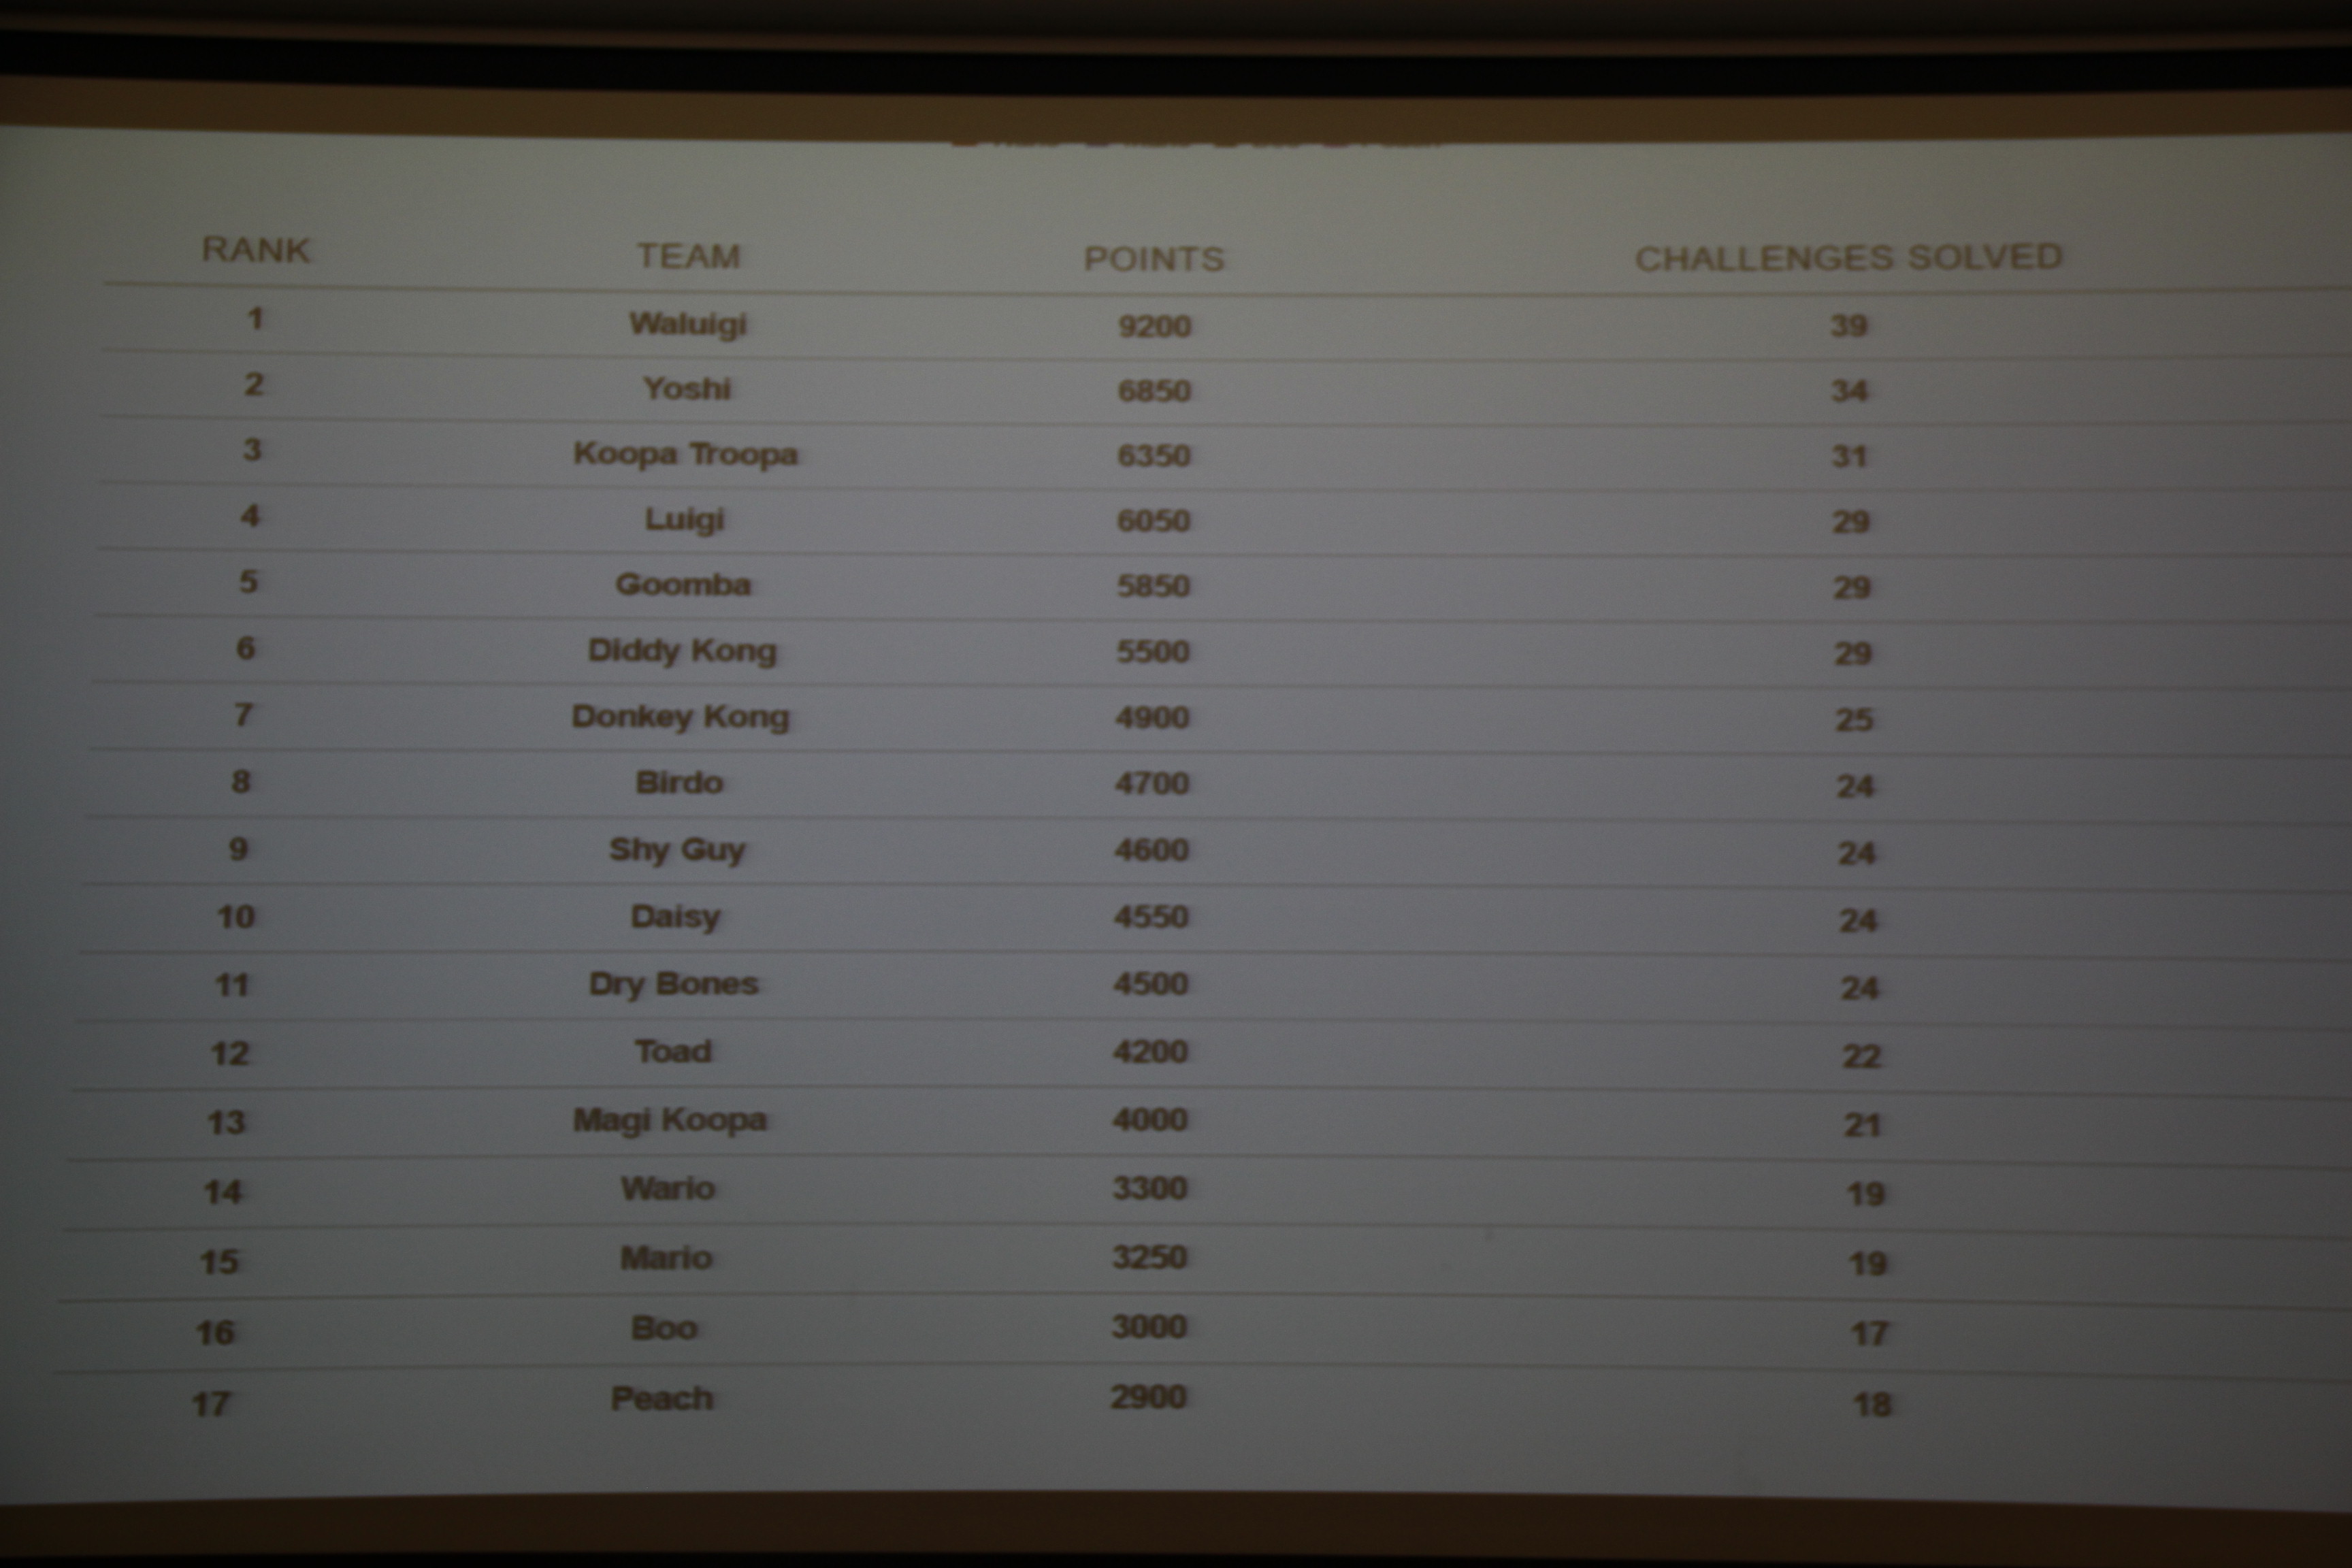 RANK TEAM POINTS CHALLENGES SOLVED
1 Waluigi 9200 39
2 Yoshi 6850 34
3 Koopa Troopa 6350 31
4 Luigi 6050 29
5 Goomba 5850 29
6 Diddy Kong 5500 29
7 Donkey Kong 4900 25
8 Birdo 4700 24
9 Shy Guy 4600 24
10 Daisy 4550 24
11 Dry Bones 4500 24
12 Toad 4200 22
13 Magi Koopa 4000 21
14 Wario 3300 19
15 Mario 3250 19
16 Boo 3000 17
17 Peach 2900 18